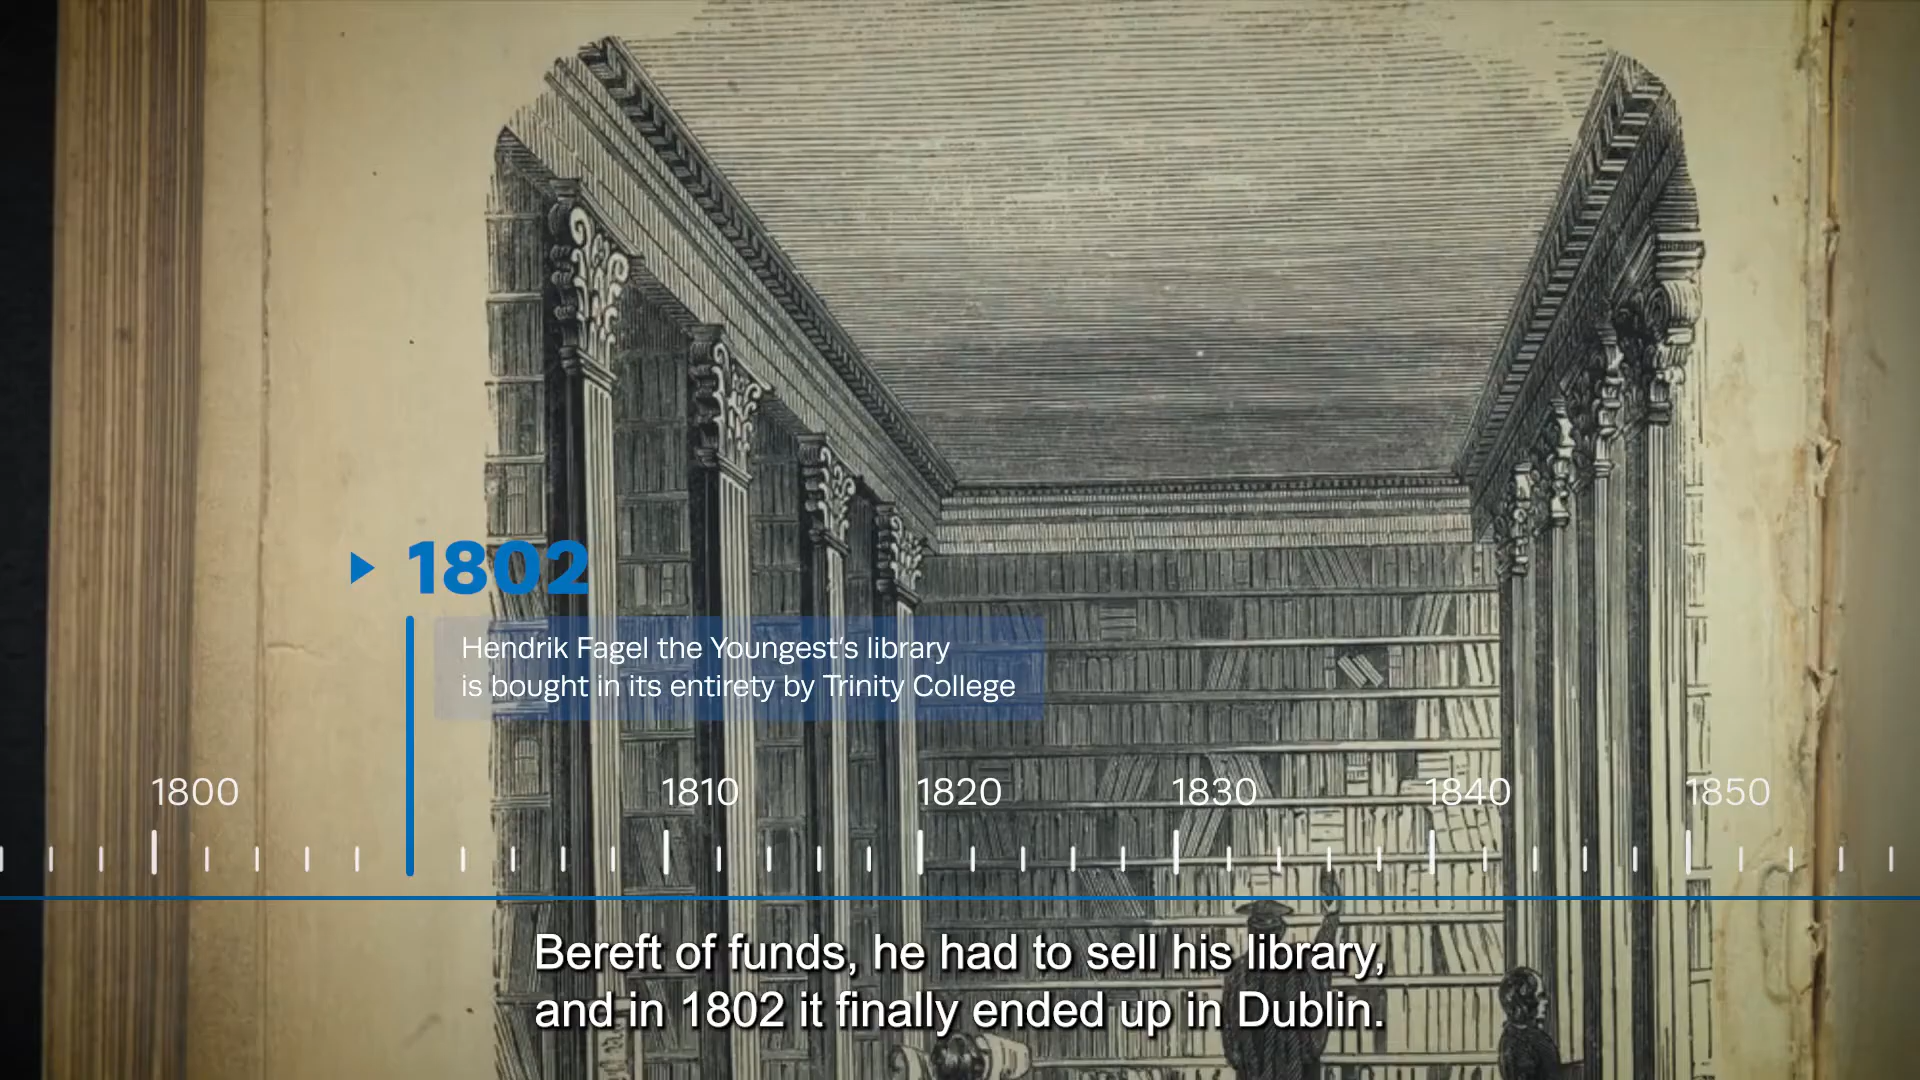 1802
Hendrik Fagel the Youngest's library
is bought in its entirety by Trinity College
1800 1810 1820 1830 1840 1850
Bereft of funds, he had to sell his library,
and in 1802 it finally ended up in Dublin.